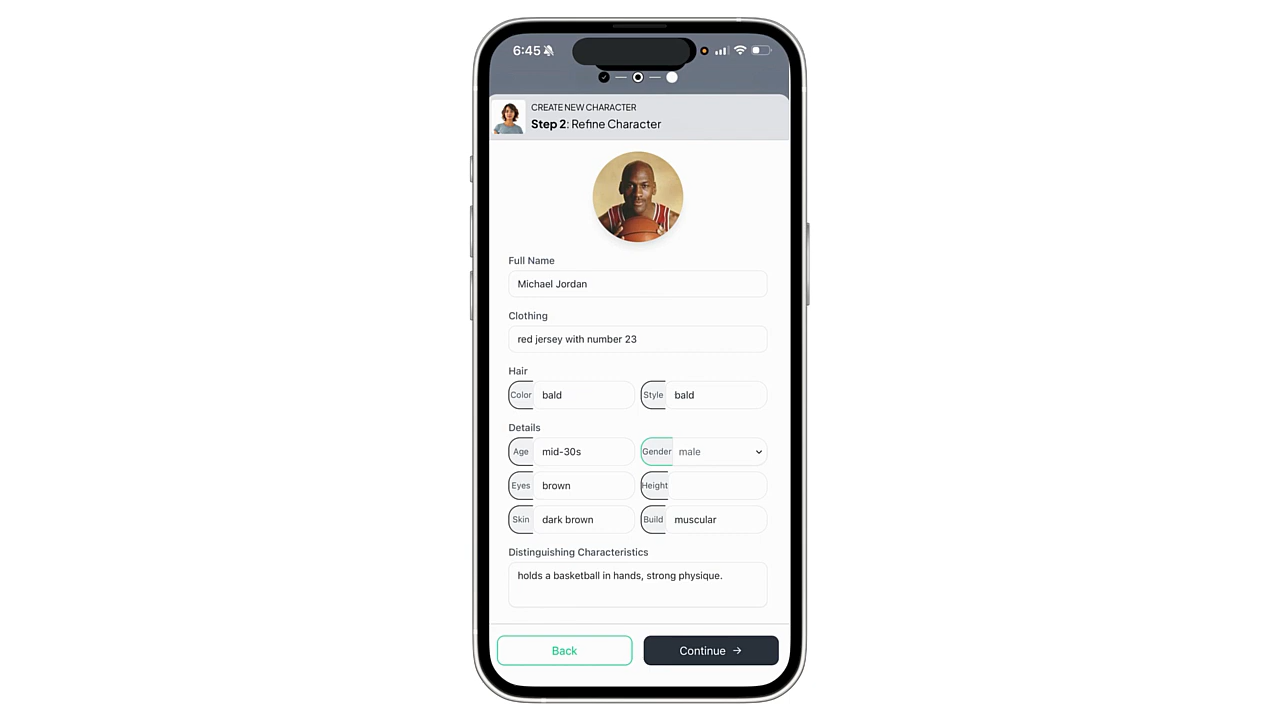 6:45
CREATE NEW CHARACTER
Step 2: Refine Character
Full Name
Michael Jordan
Clothing
red jersey with number 23
Hair
Color bald Style bald
Details
Age mid-30s Gender male
Eyes brown Height
Skin dark brown Build muscular
Distinguishing Characteristics
holds a basketball in hands, strong physique.
Back Continue →